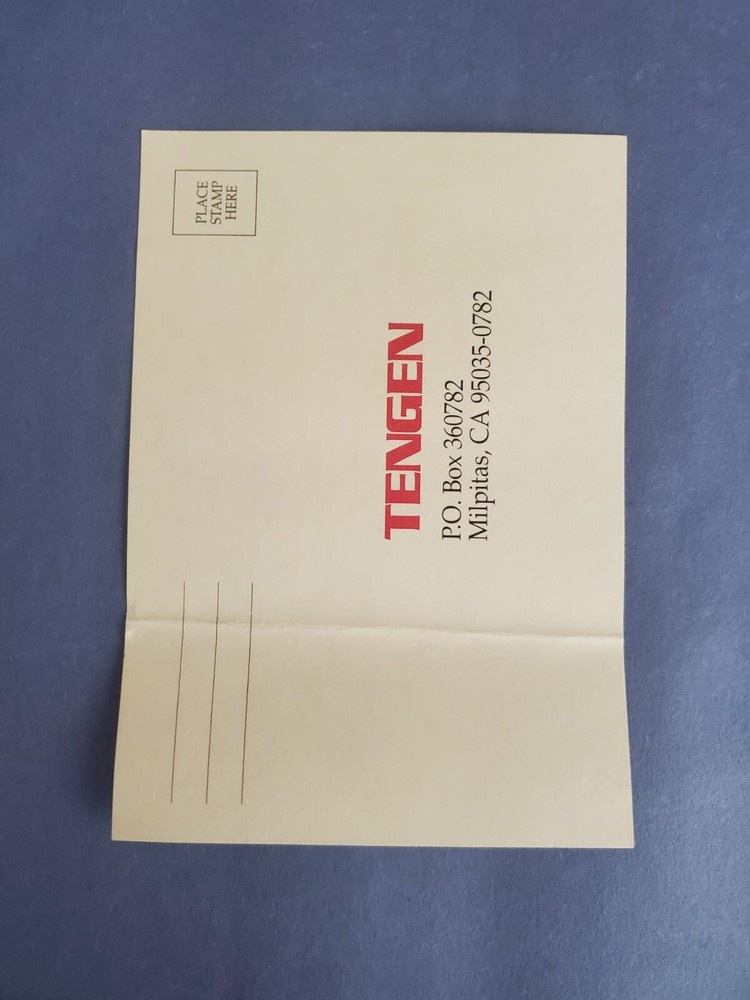 PLACE
STAMP
HERE
TENGEN
P.O. Box 360782
Milpitas, CA 95035-0782